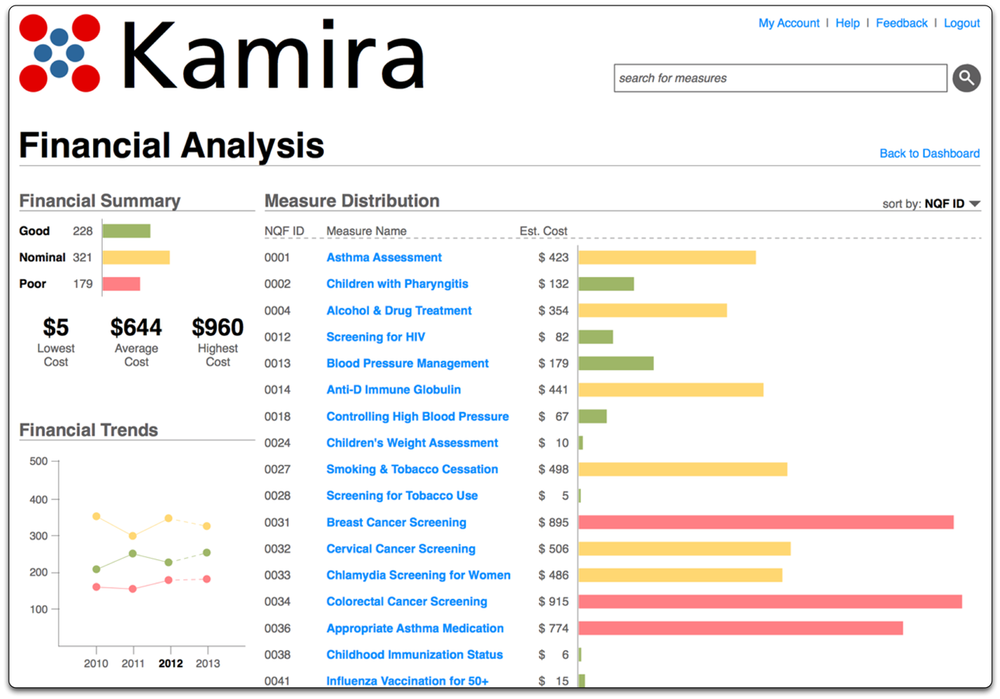 Kamira
My Account | Help | Feedback | Logout
search for measures
Financial Analysis
Back to Dashboard
Financial Summary
Good 228
Nominal 321
Poor 179
$5 $644 $960
Lowest Average Highest
Cost Cost Cost
Financial Trends
500
400
300
200
100
2010 2011 2012 2013
Measure Distribution
sort by: NQF ID
NQF ID Measure Name Est. Cost
0001 Asthma Assessment $ 423
0002 Children with Pharyngitis $ 132
0004 Alcohol & Drug Treatment $ 354
0012 Screening for HIV $ 82
0013 Blood Pressure Management $ 179
0014 Anti-D Immune Globulin $ 441
0018 Controlling High Blood Pressure $ 67
0024 Children's Weight Assessment $ 10
0027 Smoking & Tobacco Cessation $ 498
0028 Screening for Tobacco Use $ 5
0031 Breast Cancer Screening $ 895
0032 Cervical Cancer Screening $ 506
0033 Chlamydia Screening for Women $ 486
0034 Colorectal Cancer Screening $ 915
0036 Appropriate Asthma Medication $ 774
0038 Childhood Immunization Status $ 6
0041 Influenza Vaccination for 50+ $ 15